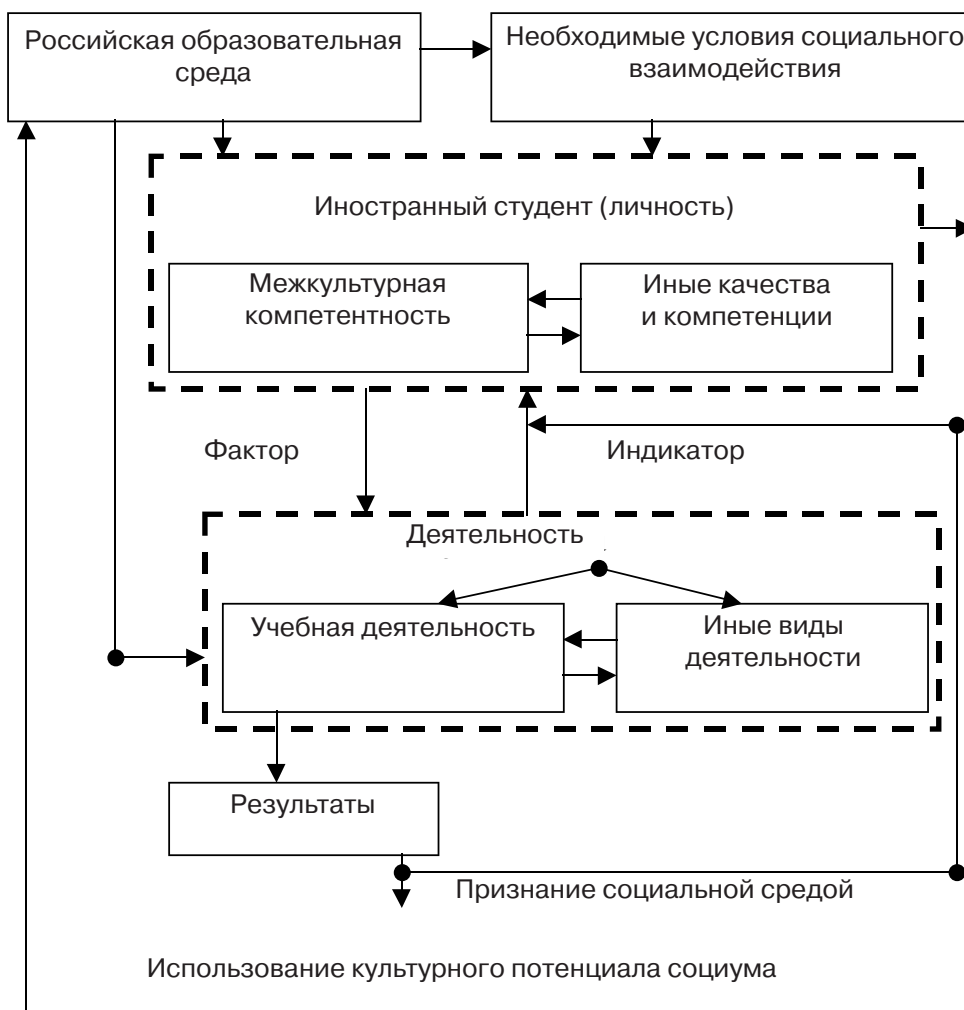 Российская образовательная
среда
Необходимые условия социального
взаимодействия
Иностранный студент (личность)
Межкультурная
компетентность
Иные качества
и компетенции
Фактор
Индикатор
Деятельность
Учебная деятельность
Иные виды
деятельности
Результаты
Признание социальной средой
Использование культурного потенциала социума